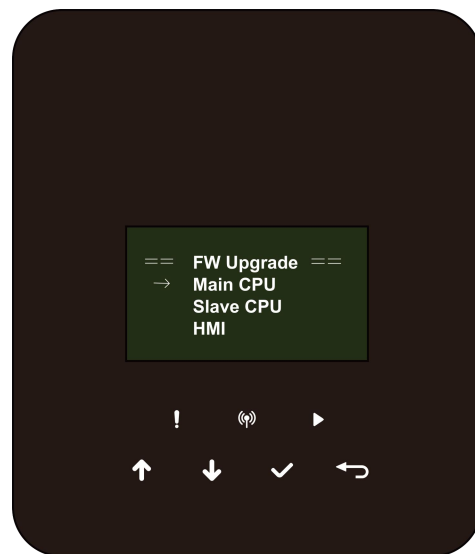 == FW Upgrade ==
→ Main CPU
Slave CPU
HMI